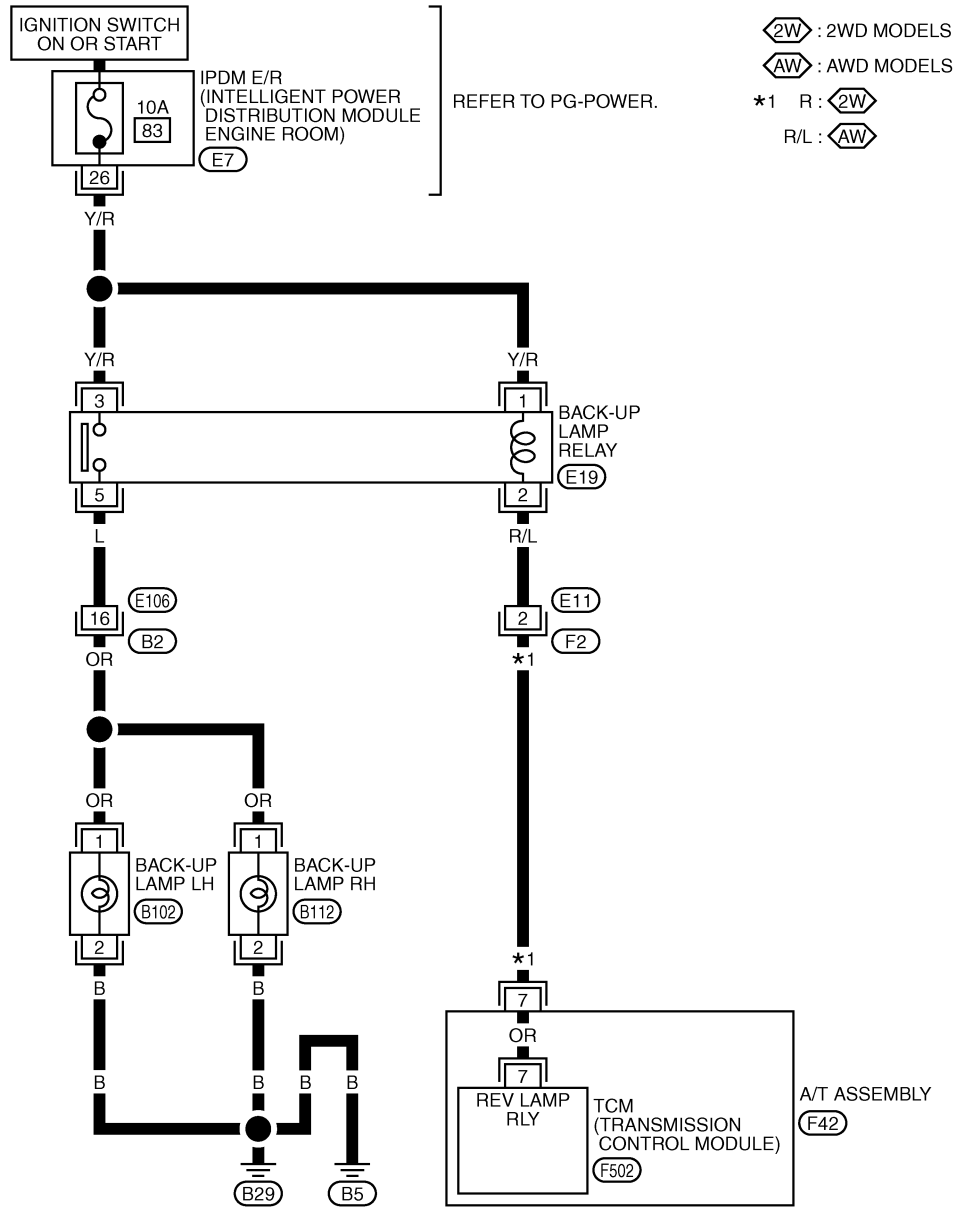 IGNITION SWITCH
ON OR START
IPDM E/R
(INTELLIGENT POWER
DISTRIBUTION MODULE
ENGINE ROOM)
10A
83
E7
26
REFER TO PG-POWER.
2W : 2WD MODELS
AW : AWD MODELS
*1 R : 2W
R/L : AW
Y/R
Y/R
Y/R
3
1
BACK-UP
LAMP
RELAY
E19
5
2
L
R/L
E106
16
B2
E11
2
F2
OR
*1
OR
OR
1
1
BACK-UP
LAMP LH
B102
BACK-UP
LAMP RH
B112
2
2
*1
B
B
7
OR
7
B
B
B
B
REV LAMP
RLY
TCM
(TRANSMISSION
CONTROL MODULE)
F502
A/T ASSEMBLY
F42
B29
B5